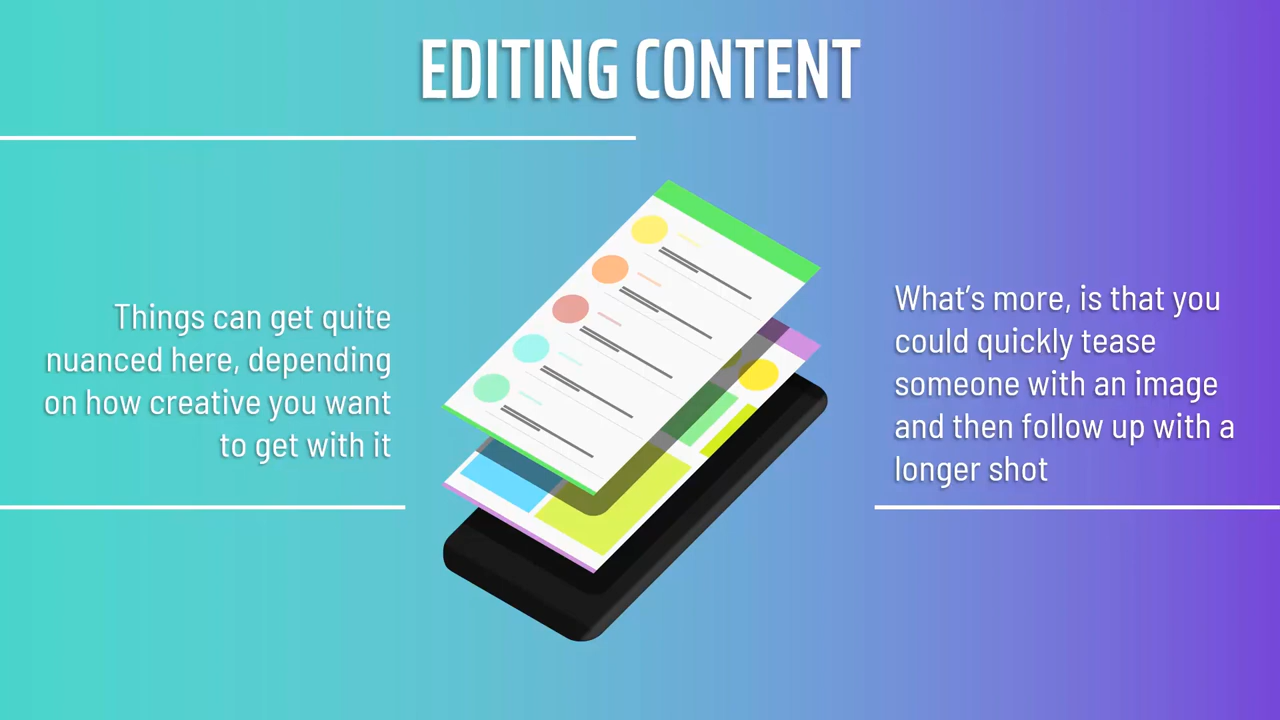 EDITING CONTENT
Things can get quite
nuanced here, depending
on how creative you want
to get with it
What’s more, is that you
could quickly tease
someone with an image
and then follow up with a
longer shot